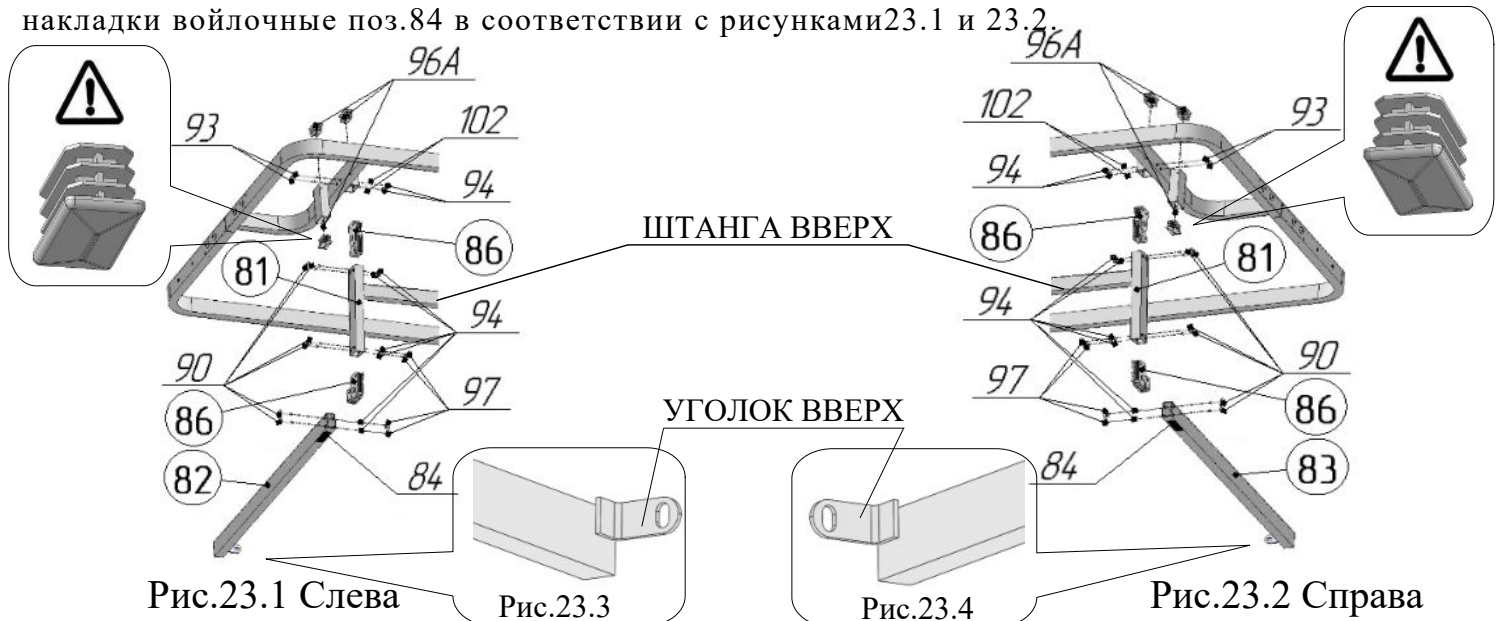 накладки войлочные поз.84 в соответствии с рисунками23.1 и 23.2.
96А
96А
93
102
102
93
94
94
86
ШТАНГА ВВЕРХ
86
81
81
94
94
90
97
97
90
86
УГОЛОК ВВЕРХ
86
82
84
84
83
Рис.23.1 Слева
Рис.23.3
Рис.23.4
Рис.23.2 Справа